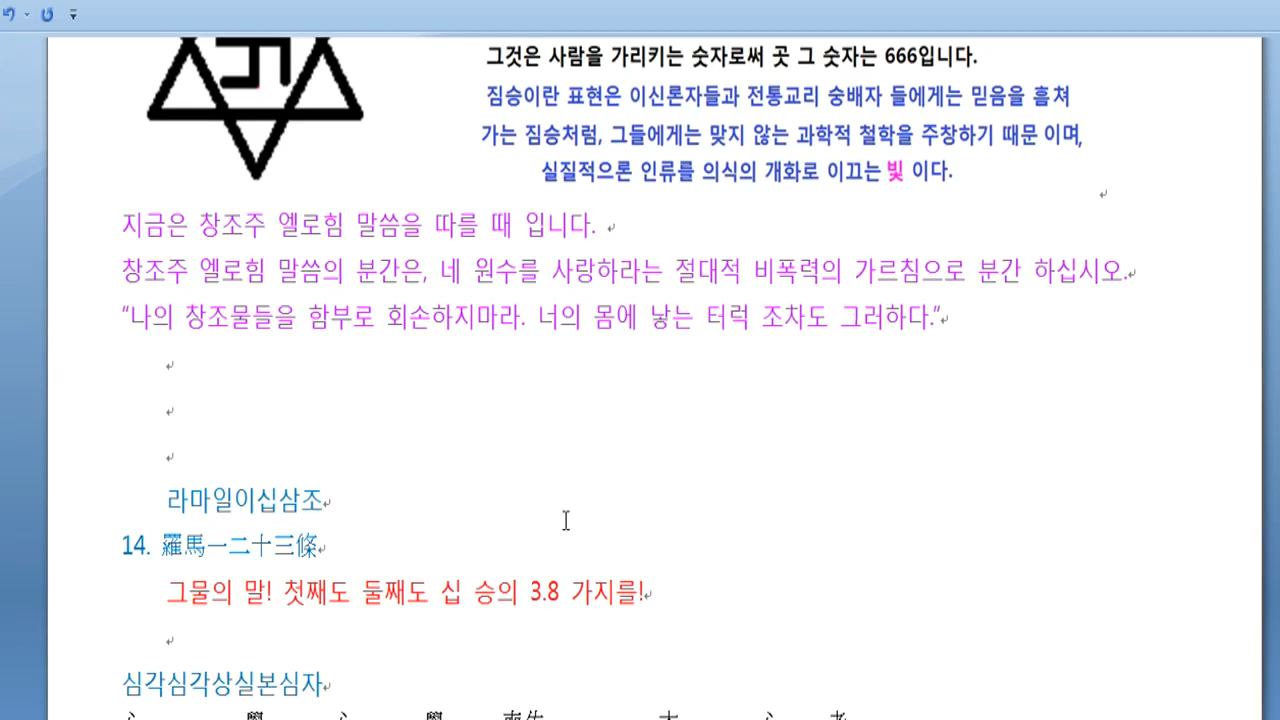 그것은 사람을 가리키는 숫자로써 곳 그 숫자는 666입니다.
짐승이란 표현은 이신론자들과 전통교리 숭배자 들에게는 믿음을 흠쳐
가는 짐승처럼, 그들에게는 맞지 않는 과학적 철학을 주창하기 때문 이며,
실질적으론 인류를 의식의 개화로 이끄는 빛 이다.
지금은 창조주 엘로힘 말씀을 따를 때 입니다.
창조주 엘로힘 말씀의 분간은, 네 원수를 사랑하라는 절대적 비폭력의 가르침으로 분간 하십시오.
"나의 창조물들을 함부로 회손하지마라. 너의 몸에 낳는 터럭 조차도 그러하다."
라마일이십삼조
14. 羅馬一二十三條
그물의 말! 첫째도 둘째도 십 승의 3.8 가지를!
심각심각상실본심자